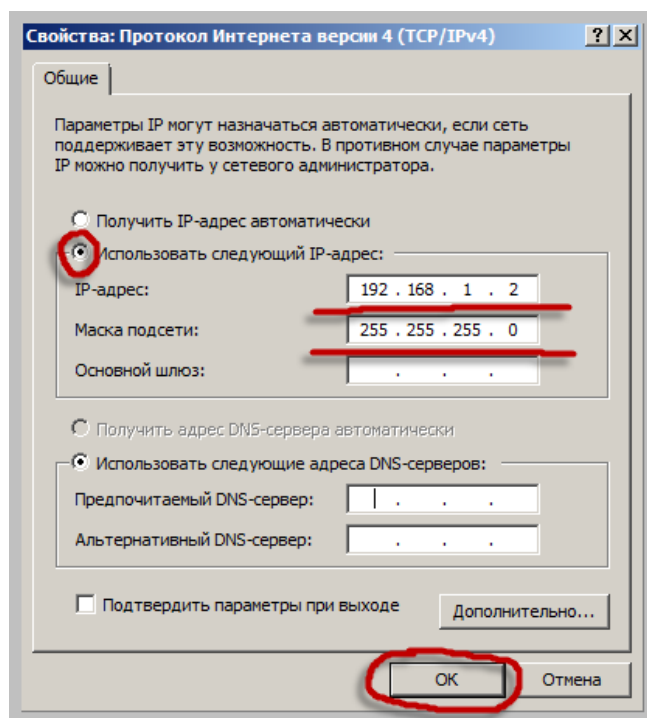 Свойства: Протокол Интернета версии 4 (TCP/IPv4)
Общие
Параметры IP могут назначаться автоматически, если сеть
поддерживает эту возможность. В противном случае параметры
IP можно получить у сетевого администратора.
Получить IP-адрес автоматически
Использовать следующий IP-адрес:
IP-адрес: 192 . 168 . 1 . 2
Маска подсети: 255 . 255 . 255 . 0
Основной шлюз: . . .
Получить адрес DNS-сервера автоматически
Использовать следующие адреса DNS-серверов:
Предпочитаемый DNS-сервер: . . .
Альтернативный DNS-сервер: . . .
Подтвердить параметры при выходе
Дополнительно...
ОК Отмена